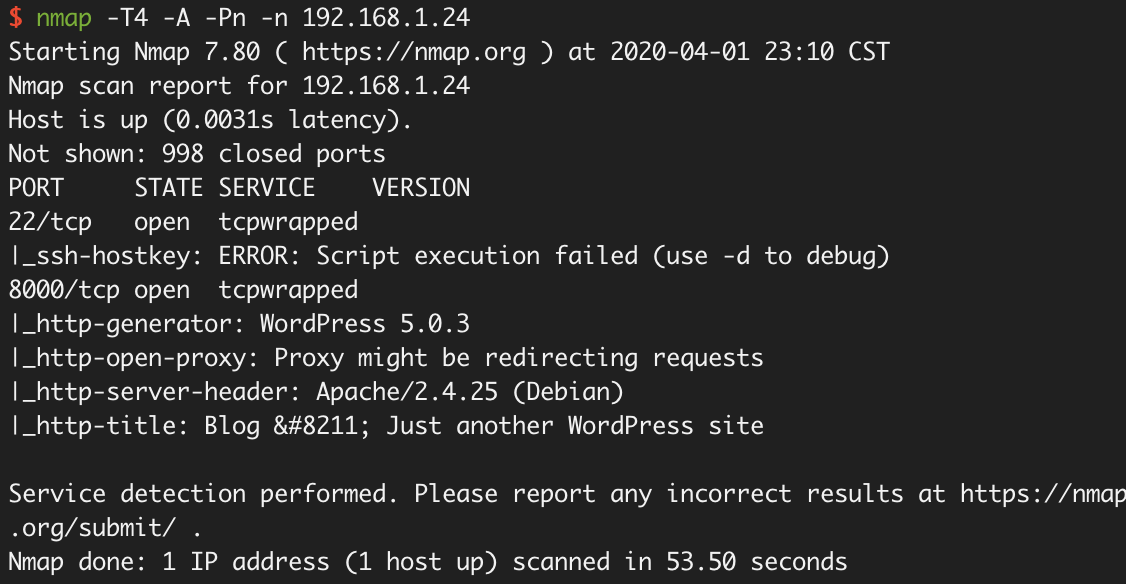 $ nmap -T4 -A -Pn -n 192.168.1.24
Starting Nmap 7.80 ( https://nmap.org ) at 2020-04-01 23:10 CST
Nmap scan report for 192.168.1.24
Host is up (0.0031s latency).
Not shown: 998 closed ports
PORT     STATE SERVICE    VERSION
22/tcp   open  tcpwrapped
|_ssh-hostkey: ERROR: Script execution failed (use -d to debug)
8000/tcp open  tcpwrapped
|_http-generator: WordPress 5.0.3
|_http-open-proxy: Proxy might be redirecting requests
|_http-server-header: Apache/2.4.25 (Debian)
|_http-title: Blog &#8211; Just another WordPress site

Service detection performed. Please report any incorrect results at https://nmap
.org/submit/ .
Nmap done: 1 IP address (1 host up) scanned in 53.50 seconds